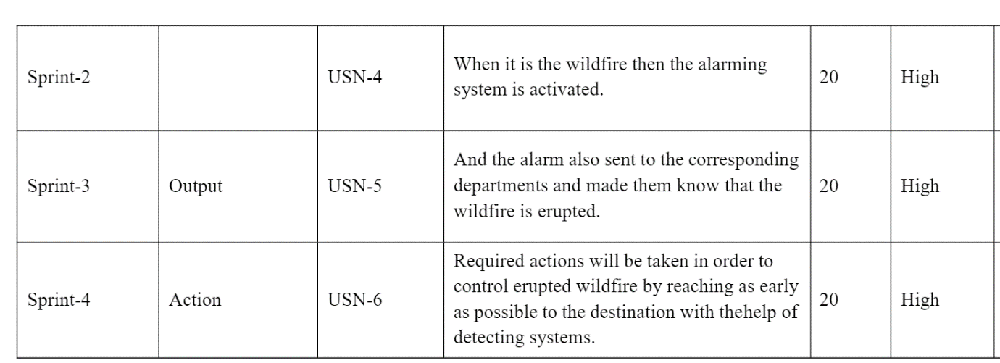 Sprint-2 USN-4 When it is the wildfire then the alarming 20 High
system is activated.
And the alarm also sent to the corresponding
Sprint-3 Output USN-5 departments and made them know that the 20 High
wildfire is erupted.
Required actions will be taken in order to
control erupted wildfire by reaching as early
Sprint-4 Action USN-6 as possible to the destination with thehelp of 20 High
detecting systems.